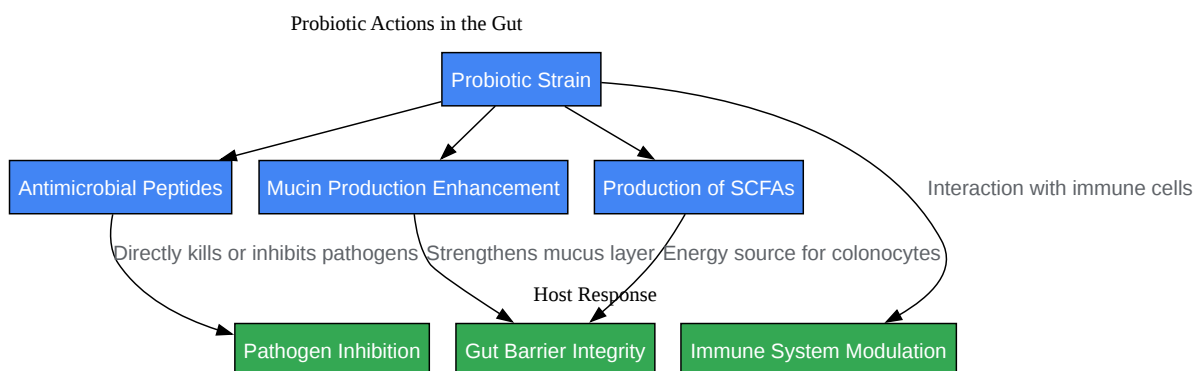 Probiotic Actions in the Gut
Probiotic Strain
Antimicrobial Peptides
Mucin Production Enhancement
Production of SCFAs
Interaction with immune cells
Directly kills or inhibits pathogens
Strengthens mucus layer
Energy source for colonocytes
Host Response
Pathogen Inhibition
Gut Barrier Integrity
Immune System Modulation